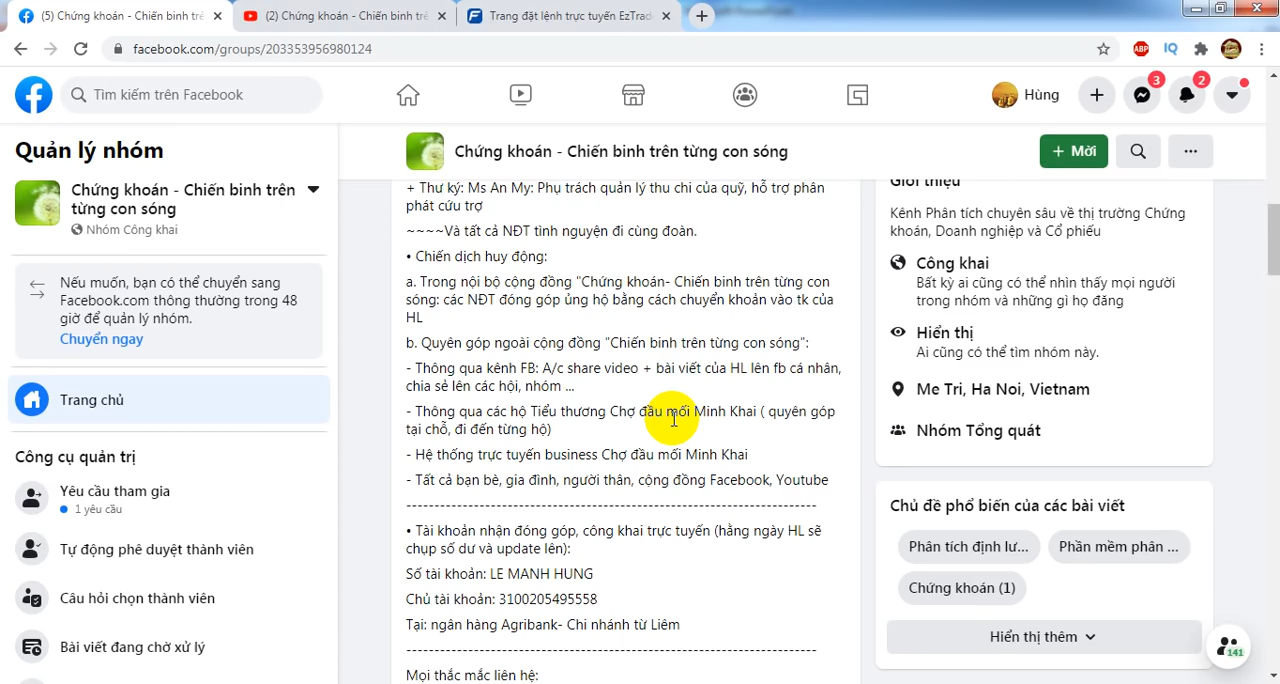 (5) Chứng khoán - Chiến binh trê
(2) Chứng khoán - Chiến binh trê
Trang đặt lệnh trực tuyến EzTrad
facebook.com/groups/203353956980124
ABP
IQ
Tìm kiếm trên Facebook
Hùng
3
2
Quản lý nhóm
Chứng khoán - Chiến binh trên
từng con sóng
Nhóm Công khai
Nếu muốn, bạn có thể chuyển sang
Facebook.com thông thường trong 48
giờ để quản lý nhóm.
Chuyển ngay
Trang chủ
Công cụ quản trị
Yêu cầu tham gia
1 yêu cầu
Tự động phê duyệt thành viên
Câu hỏi chọn thành viên
Bài viết đang chờ xử lý
Chứng khoán - Chiến binh trên từng con sóng
+ Mời
+ Thư ký: Ms An My: Phụ trách quản lý thu chi của quỹ, hỗ trợ phân
phát cứu trợ
~~~~Và tất cả NĐT tình nguyện đi cùng đoàn.
• Chiến dịch huy động:
a. Trong nội bộ cộng đồng "Chứng khoán- Chiến binh trên từng con
sóng: các NĐT đóng góp ủng hộ bằng cách chuyển khoản vào tk của
HL
b. Quyên góp ngoài cộng đồng "Chiến binh trên từng con sóng":
- Thông qua kênh FB: A/c share video + bài viết của HL lên fb cá nhân,
chia sẻ lên các hội, nhóm ...
- Thông qua các hộ Tiểu thương Chợ đầu mối Minh Khai ( quyên góp
tại chỗ, đi đến từng hộ)
- Hệ thống trực tuyến business Chợ đầu mối Minh Khai
- Tất cả bạn bè, gia đình, người thân, cộng đồng Facebook, Youtube
--------------------------------------------------------------------------------
• Tài khoản nhận đóng góp, công khai trực tuyến (hằng ngày HL sẽ
chụp số dư và update lên):
Số tài khoản: LE MANH HUNG
Chủ tài khoản: 3100205495558
Tại: ngân hàng Agribank- Chi nhánh từ Liêm
--------------------------------------------------------------------------------
Mọi thắc mắc liên hệ:
Giới thiệu
Kênh Phân tích chuyên sâu về thị trường Chứng
khoán, Doanh nghiệp và Cổ phiếu
Công khai
Bất kỳ ai cũng có thể nhìn thấy mọi người
trong nhóm và những gì họ đăng
Hiển thị
Ai cũng có thể tìm nhóm này.
Me Tri, Ha Noi, Vietnam
Nhóm Tổng quát
Chủ đề phổ biến của các bài viết
Phân tích định lư...
Phần mềm phân ...
Chứng khoán (1)
Hiển thị thêm
141